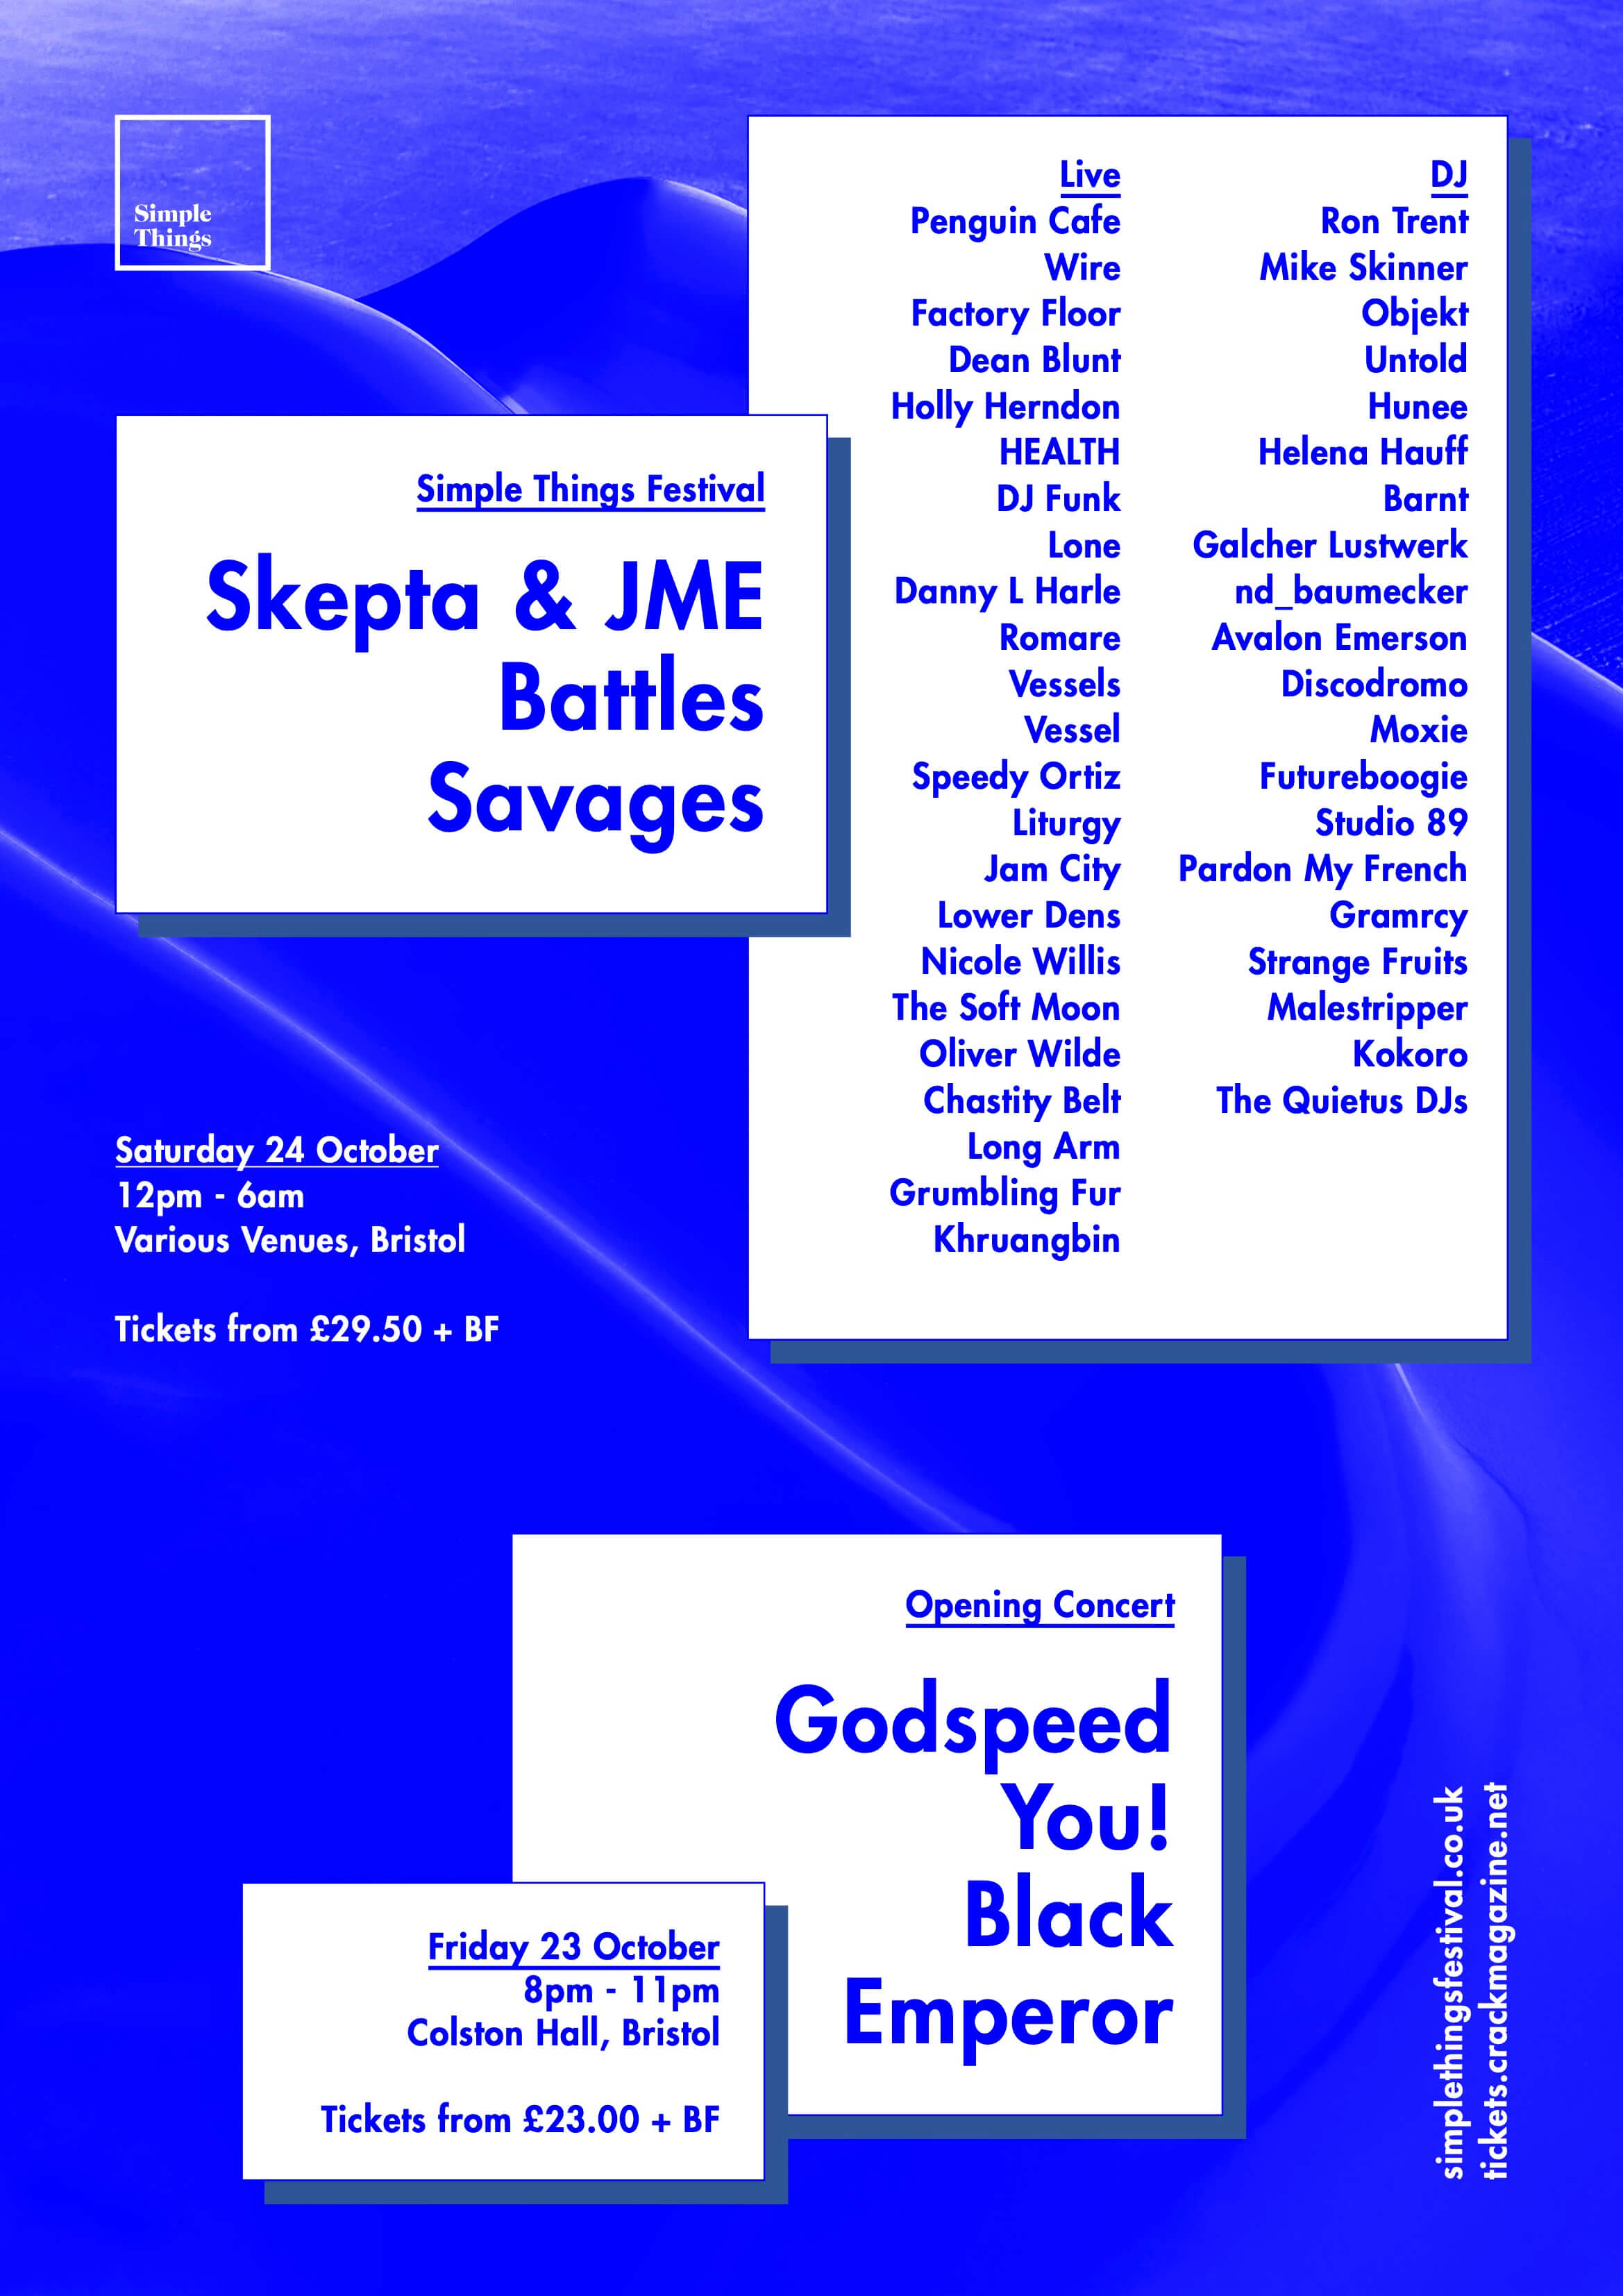 Simple
Things
Simple Things Festival
Skepta & JME
Battles
Savages
Live
Penguin Cafe
Wire
Factory Floor
Dean Blunt
Holly Herndon
HEALTH
DJ Funk
Lone
Danny L Harle
Romare
Vessels
Vessel
Speedy Ortiz
Liturgy
Jam City
Lower Dens
Nicole Willis
The Soft Moon
Oliver Wilde
Chastity Belt
Long Arm
Grumbling Fur
Khruangbin
DJ
Ron Trent
Mike Skinner
Objekt
Untold
Hunee
Helena Hauff
Barnt
Galcher Lustwerk
nd_baumecker
Avalon Emerson
Discodromo
Moxie
Futureboogie
Studio 89
Pardon My French
Gramrcy
Strange Fruits
Malestripper
Kokoro
The Quietus DJs
Saturday 24 October
12pm - 6am
Various Venues, Bristol
Tickets from £29.50 + BF
Opening Concert
Godspeed
You!
Black
Emperor
Friday 23 October
8pm - 11pm
Colston Hall, Bristol
Tickets from £23.00 + BF
simplethingsfestival.co.uk
tickets.crackmagazine.net